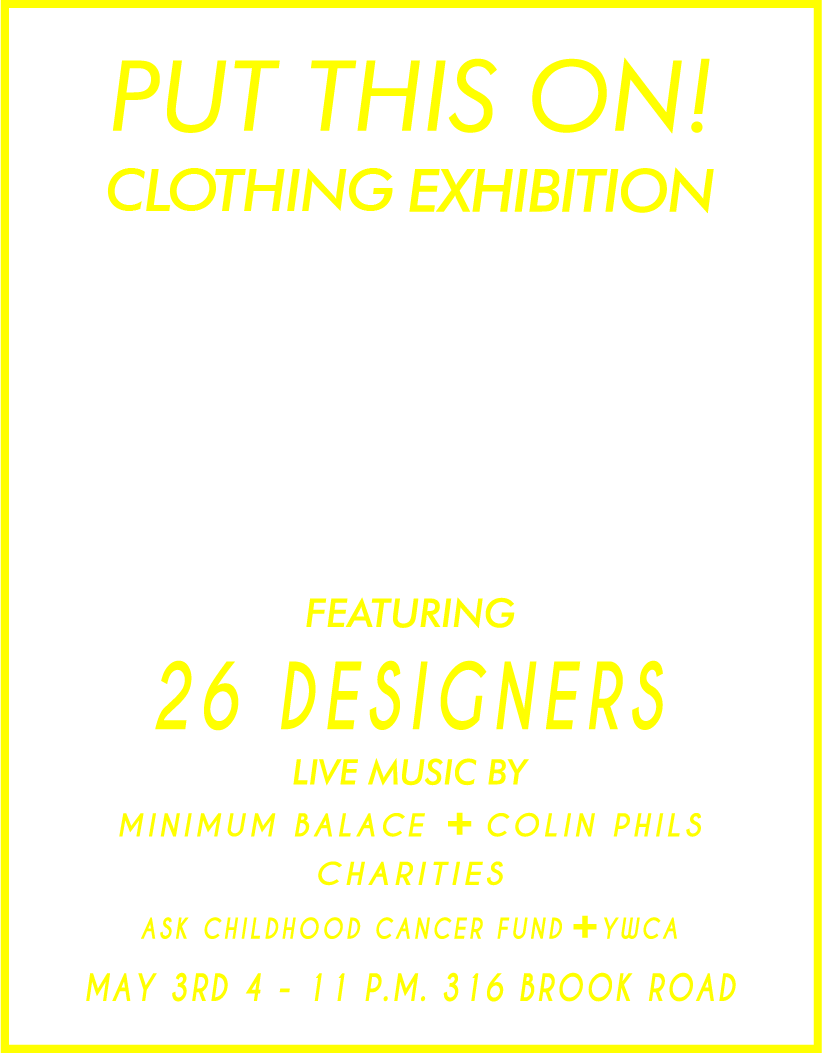 PUT THIS ON!
CLOTHING EXHIBITION
FEATURING
26 DESIGNERS
LIVE MUSIC BY
MINIMUM BALACE + COLIN PHILS
CHARITIES
ASK CHILDHOOD CANCER FUND + YWCA
MAY 3RD 4 - 11 P.M. 316 BROOK ROAD